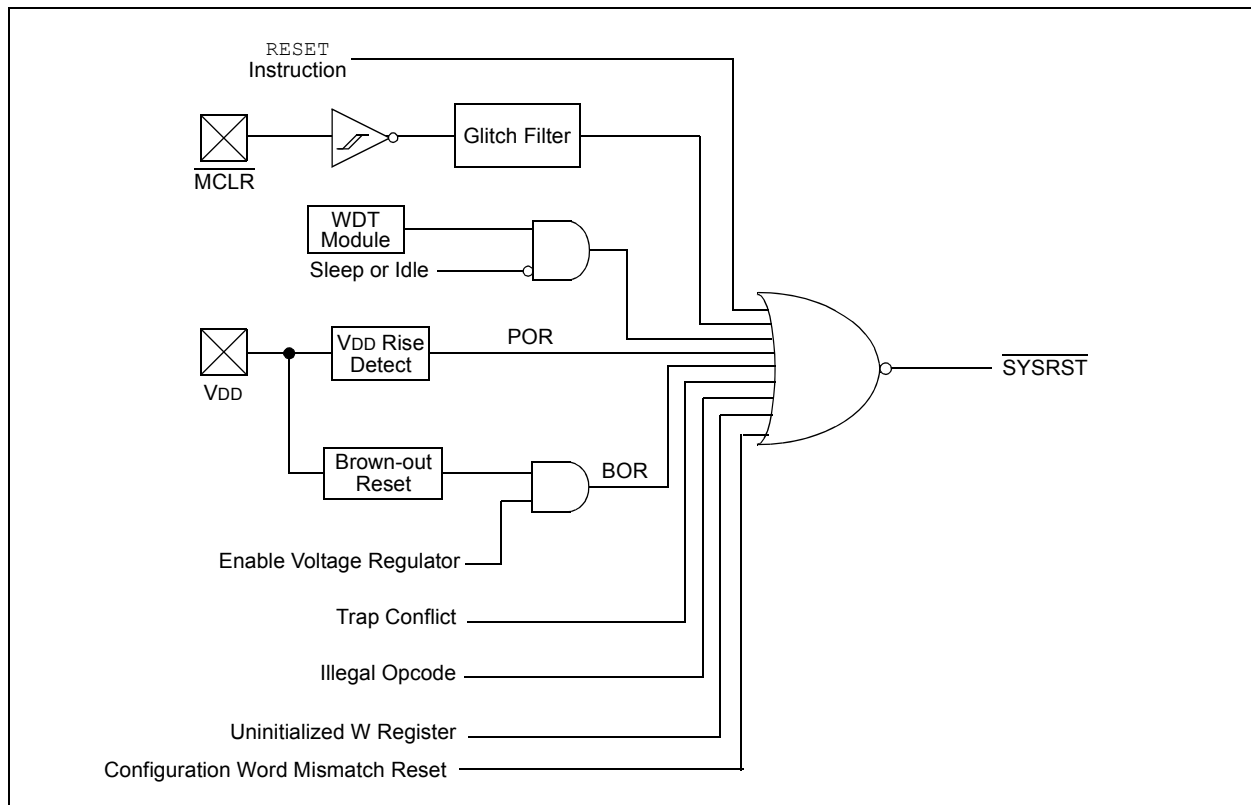 RESET
Instruction
Glitch Filter
MCLR
WDT
Module
Sleep or Idle
VDD Rise
Detect
POR
VDD
SYSRST
Brown-out
Reset
BOR
Enable Voltage Regulator
Trap Conflict
Illegal Opcode
Uninitialized W Register
Configuration Word Mismatch Reset